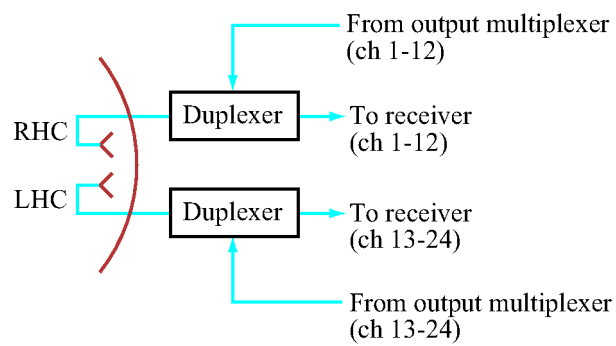 From output multiplexer
(ch 1-12)
RHC
Duplexer
To receiver
(ch 1-12)
LHC
Duplexer
To receiver
(ch 13-24)
From output multiplexer
(ch 13-24)